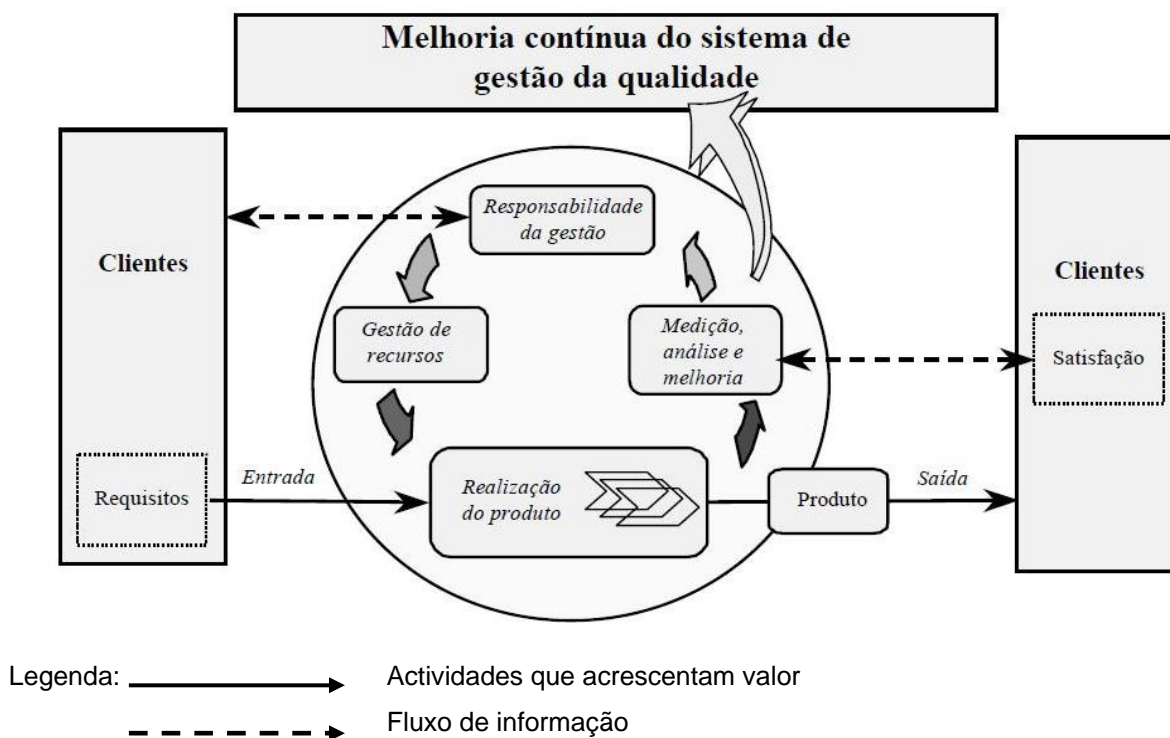 Melhoria contínua do sistema de
gestão da qualidade
Clientes
Requisitos
Entrada
Responsabilidade
da gestão
Gestão de
recursos
Medição,
análise e
melhoria
Realização
do produto
Produto
Saída
Clientes
Satisfação
Legenda:
Actividades que acrescentam valor
Fluxo de informação